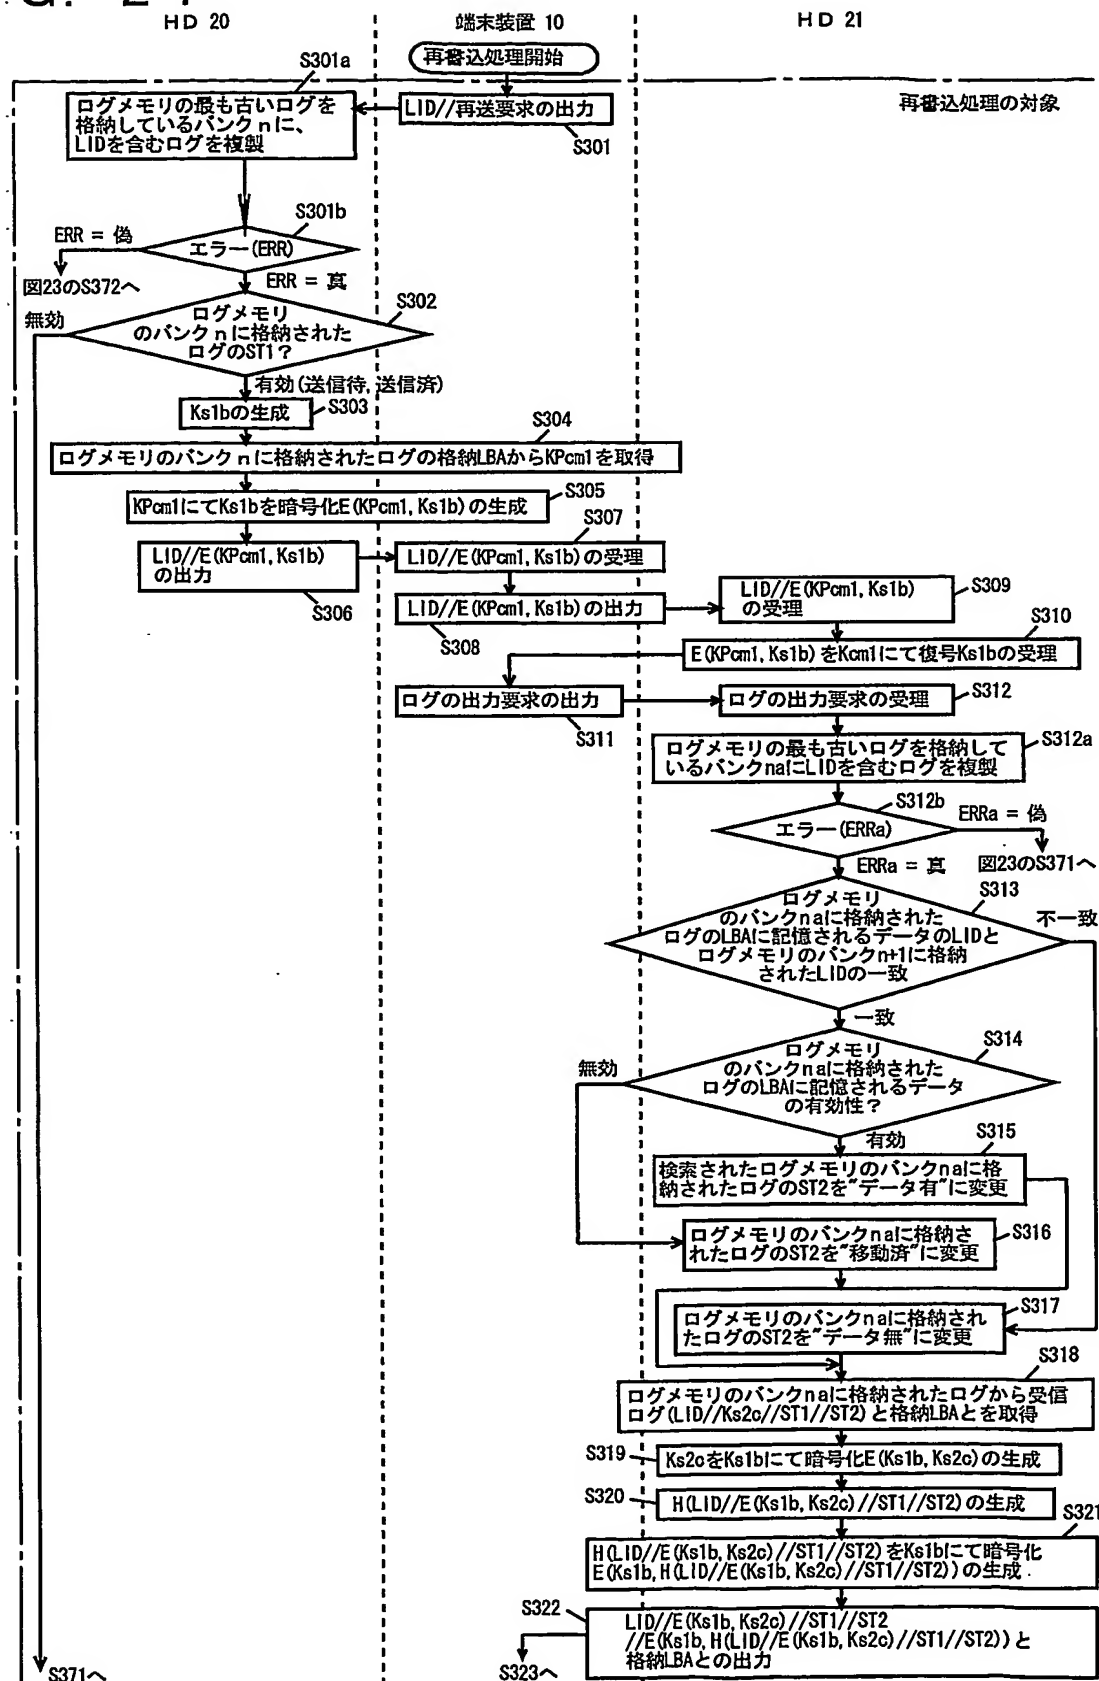 HD 20
端末装置 10
HD 21
再書込処理開始
再書込処理の対象
S301a
ログメモリの最も古いログを
格納しているバンクnに、
LIDを含むログを複製
LID//再送要求の出力
S301
S301b
ERR = 偽
エラー(ERR)
図23のS372へ
ERR = 真
S302
無効
ログメモリ
のバンクnに格納された
ログのST1?
有効(送信待, 送信済)
Ks1bの生成
S303
S304
ログメモリのバンクnに格納されたログの格納LBAからKPcm1を取得
S305
KPcm1にてKs1bを暗号化E(KPcm1, Ks1b)の生成
S307
LID//E(KPcm1, Ks1b)
の出力
S306
LID//E(KPcm1, Ks1b)の受理
LID//E(KPcm1, Ks1b)の出力
S308
LID//E(KPcm1, Ks1b)
の受理
S309
S310
E(KPcm1, Ks1b)をKcm1にて復号Ks1bの受理
ログの出力要求の出力
S311
ログの出力要求の受理
S312
ログメモリの最も古いログを格納して
いるバンクnaにLIDを含むログを複製
S312a
S312b
エラー(ERRa)
ERRa = 偽
図23のS371へ
ERRa = 真
S313
ログメモリ
のバンクnaに格納された
ログのLBAに記憶されるデータのLIDと
ログメモリのバンクn+1に格納
されたLIDの一致
不一致
一致
S314
無効
ログメモリ
のバンクnaに格納された
ログのLBAに記憶されるデータ
の有効性?
有効
S315
検索されたログメモリのバンクnaに格
納されたログのST2を"データ有"に変更
ログメモリのバンクnaに格納さ
れたログのST2を"移動済"に変更
S316
ログメモリのバンクnaに格納され
たログのST2を"データ無"に変更
S317
S318
ログメモリのバンクnaに格納されたログから受信
ログ(LID//Ks2c//ST1//ST2)と格納LBAとを取得
S319
Ks2cをKs1bにて暗号化E(Ks1b, Ks2c)の生成
S320
H(LID//E(Ks1b, Ks2c)//ST1//ST2)の生成
S321
H(LID//E(Ks1b, Ks2c)//ST1//ST2)をKs1bにて暗号化
E(Ks1b, H(LID//E(Ks1b, Ks2c)//ST1//ST2))の生成
S322
LID//E(Ks1b, Ks2c)//ST1//ST2
//E(Ks1b, H(LID//E(Ks1b, Ks2c)//ST1//ST2))と
格納LBAとの出力
S371へ
S323へ